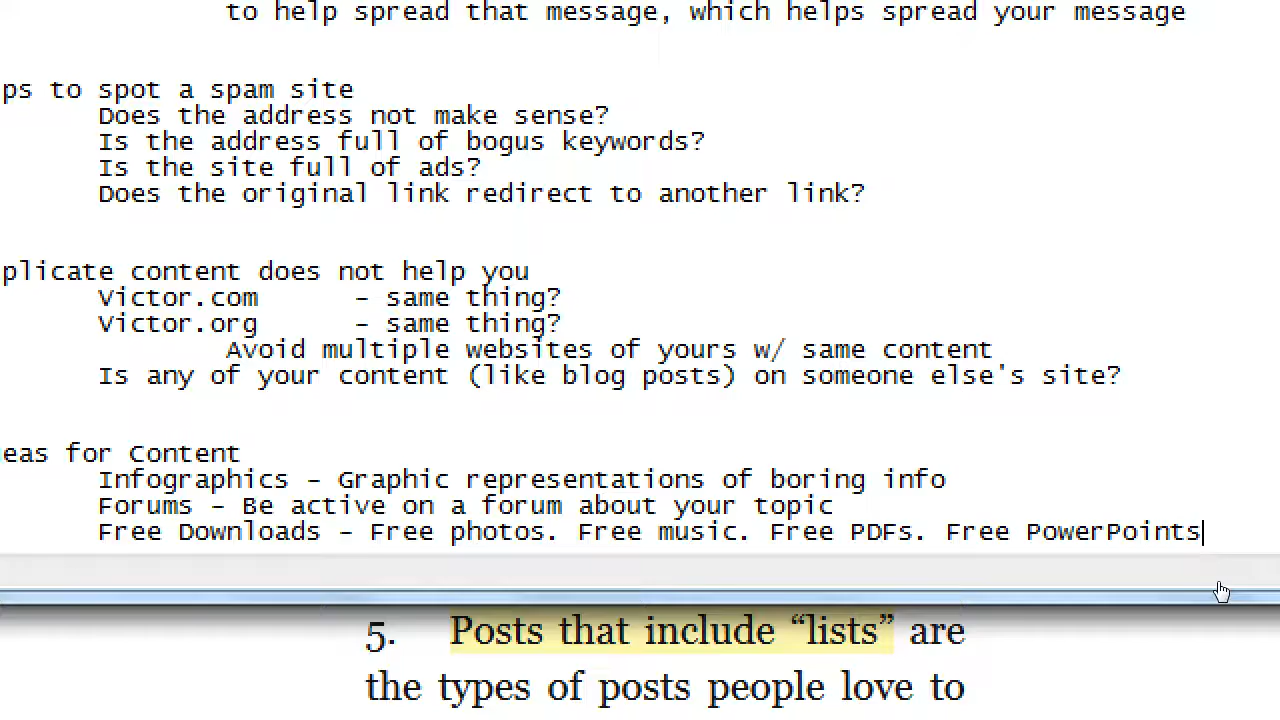 to help spread that message, which helps spread your message
ps to spot a spam site
Does the address not make sense?
Is the address full of bogus keywords?
Is the site full of ads?
Does the original link redirect to another link?
plicate content does not help you
Victor.com - same thing?
Victor.org - same thing?
Avoid multiple websites of yours w/ same content
Is any of your content (like blog posts) on someone else's site?
eas for Content
Infographics - Graphic representations of boring info
Forums - Be active on a forum about your topic
Free Downloads - Free photos. Free music. Free PDFs. Free PowerPoints
5. Posts that include “lists” are
the types of posts people love to